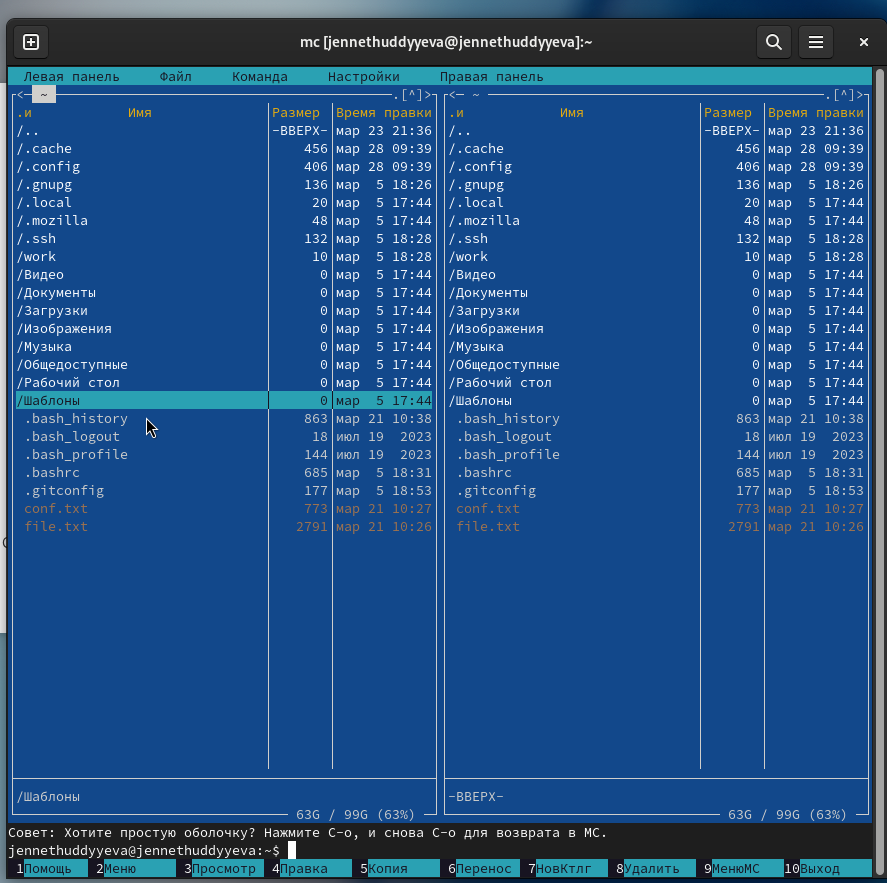 mc [jennethuddyyeva@jennethuddyyeva]:~
Левая панель Файл Команда Настройки Правая панель
<─ ~ .[^]> <─ ~ .[^]>
.и Имя Размер Время правки .и Имя Размер Время правки
/.. -ВВЕРХ- мар 23 21:36 /.. -ВВЕРХ- мар 23 21:36
/.cache 456 мар 28 09:39 /.cache 456 мар 28 09:39
/.config 406 мар 28 09:39 /.config 406 мар 28 09:39
/.gnupg 136 мар 5 18:26 /.gnupg 136 мар 5 18:26
/.local 20 мар 5 17:44 /.local 20 мар 5 17:44
/.mozilla 48 мар 5 17:44 /.mozilla 48 мар 5 17:44
/.ssh 132 мар 5 18:28 /.ssh 132 мар 5 18:28
/work 10 мар 5 18:28 /work 10 мар 5 18:28
/Видео 0 мар 5 17:44 /Видео 0 мар 5 17:44
/Документы 0 мар 5 17:44 /Документы 0 мар 5 17:44
/Загрузки 0 мар 5 17:44 /Загрузки 0 мар 5 17:44
/Изображения 0 мар 5 17:44 /Изображения 0 мар 5 17:44
/Музыка 0 мар 5 17:44 /Музыка 0 мар 5 17:44
/Общедоступные 0 мар 5 17:44 /Общедоступные 0 мар 5 17:44
/Рабочий стол 0 мар 5 17:44 /Рабочий стол 0 мар 5 17:44
/Шаблоны 0 мар 5 17:44 /Шаблоны 0 мар 5 17:44
.bash_history 863 мар 21 10:38 .bash_history 863 мар 21 10:38
.bash_logout 18 июл 19 2023 .bash_logout 18 июл 19 2023
.bash_profile 144 июл 19 2023 .bash_profile 144 июл 19 2023
.bashrc 685 мар 5 18:31 .bashrc 685 мар 5 18:31
.gitconfig 177 мар 5 18:53 .gitconfig 177 мар 5 18:53
conf.txt 773 мар 21 10:27 conf.txt 773 мар 21 10:27
file.txt 2791 мар 21 10:26 file.txt 2791 мар 21 10:26
/Шаблоны -ВВЕРХ-
63G / 99G (63%) 63G / 99G (63%)
Совет: Хотите простую оболочку? Нажмите C-o, и снова C-o для возврата в MC.
jennethuddyyeva@jennethuddyyeva:~$
1Помощь 2Меню 3Просмотр 4Правка 5Копия 6Перенос 7НовКтлг 8Удалить 9МенюMC 10Выход